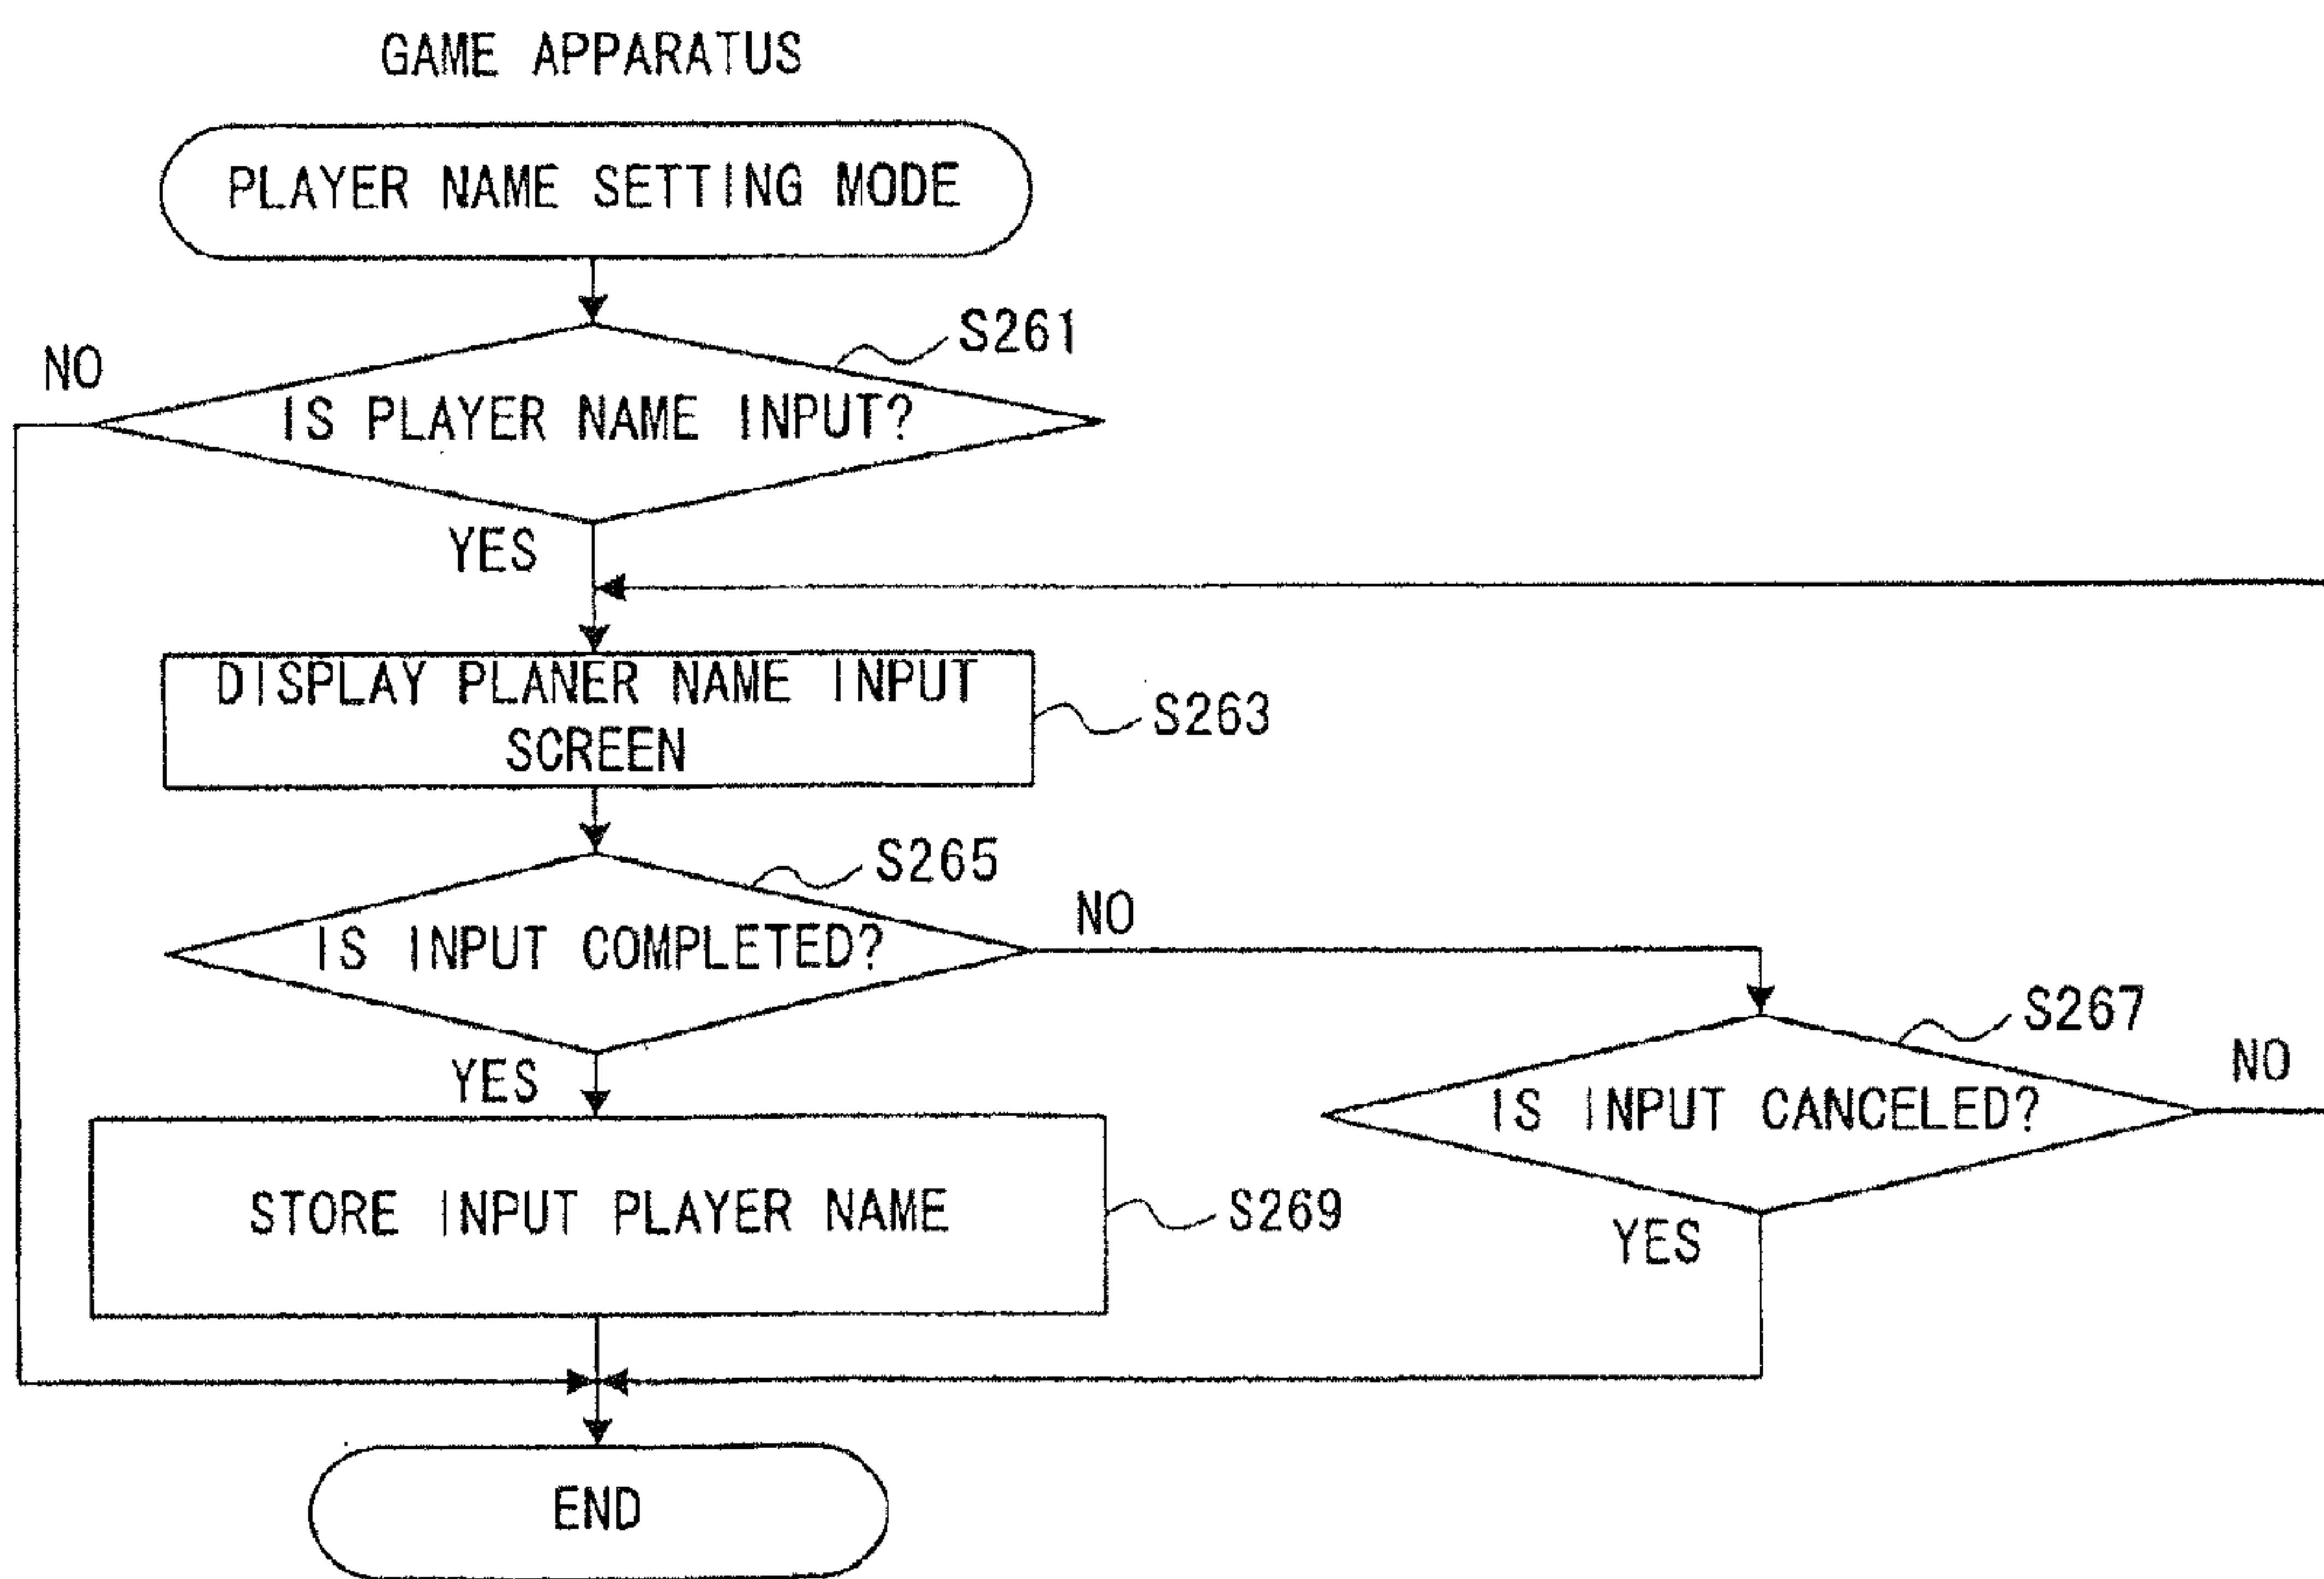 GAME APPARATUS
PLAYER NAME SETTING MODE
S261
NO
IS PLAYER NAME INPUT?
YES
DISPLAY PLANER NAME INPUT
SCREEN
S263
S265
NO
IS INPUT COMPLETED?
S267
NO
YES
IS INPUT CANCELED?
STORE INPUT PLAYER NAME
S269
YES
END